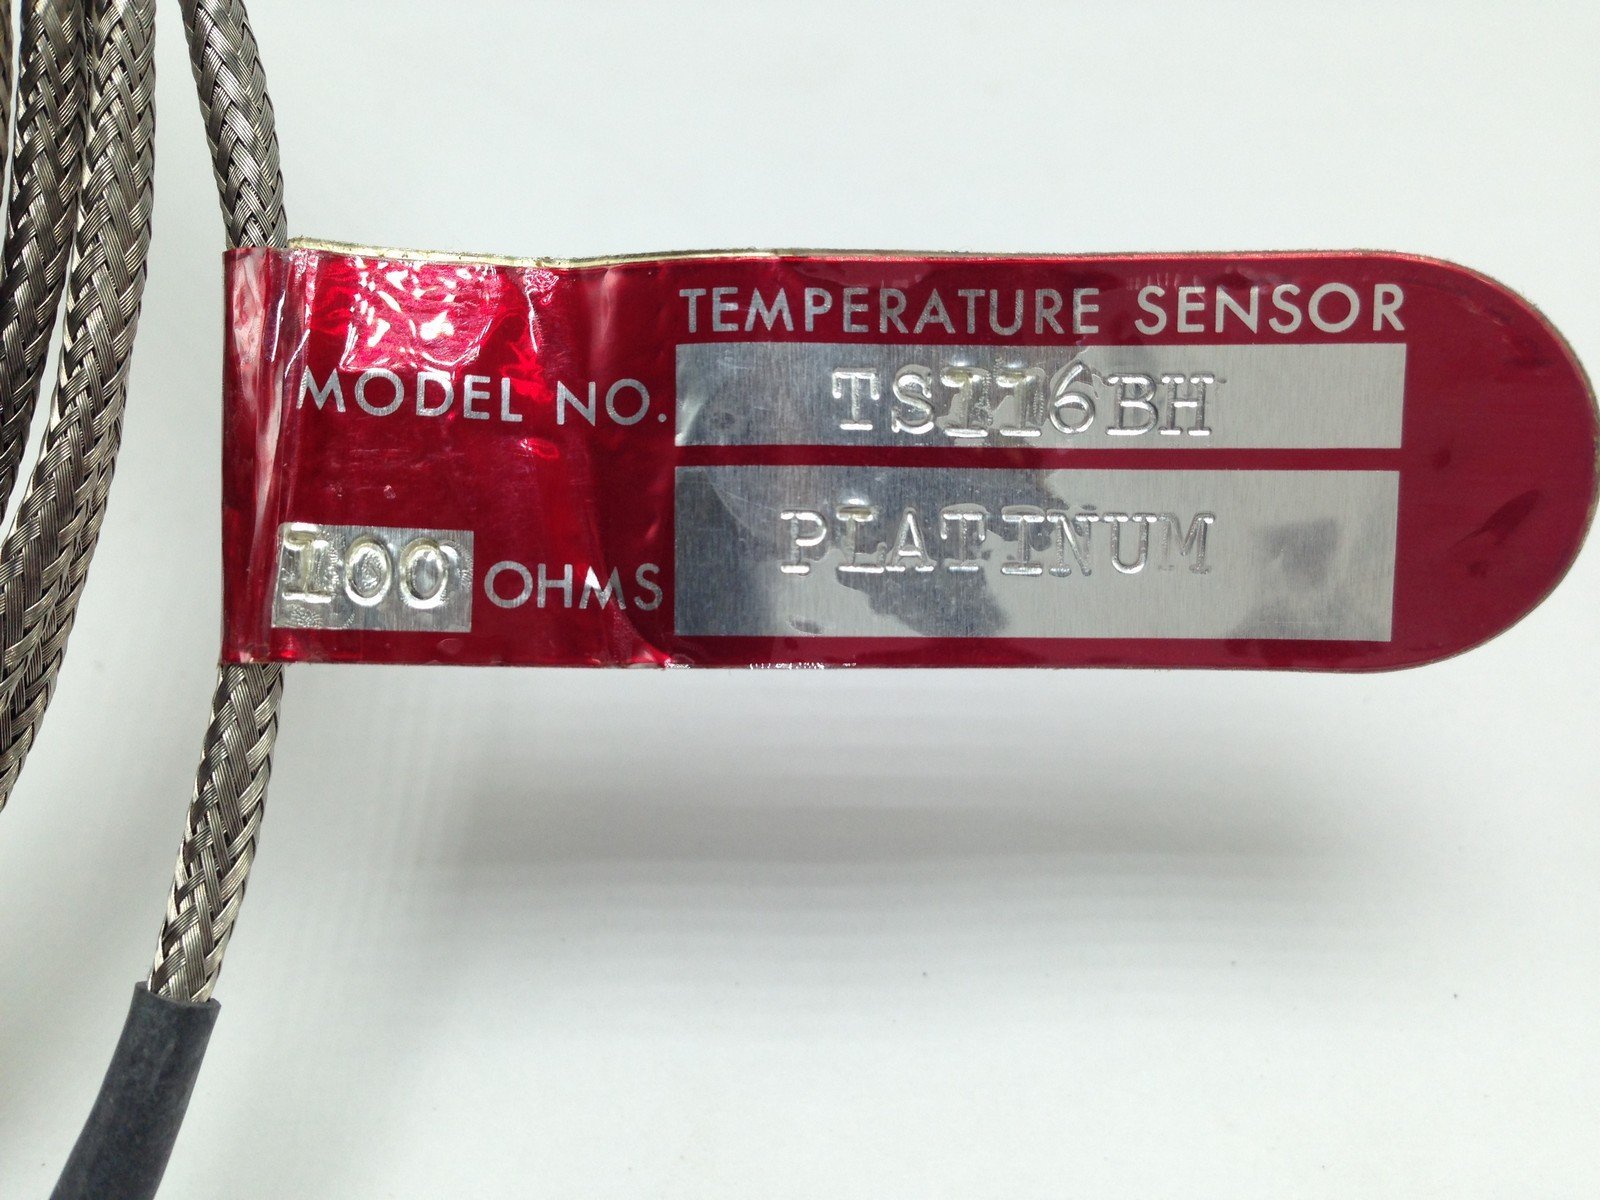 TEMPERATURE SENSOR
MODEL NO. TS116BH
100 OHMS PLATINUM